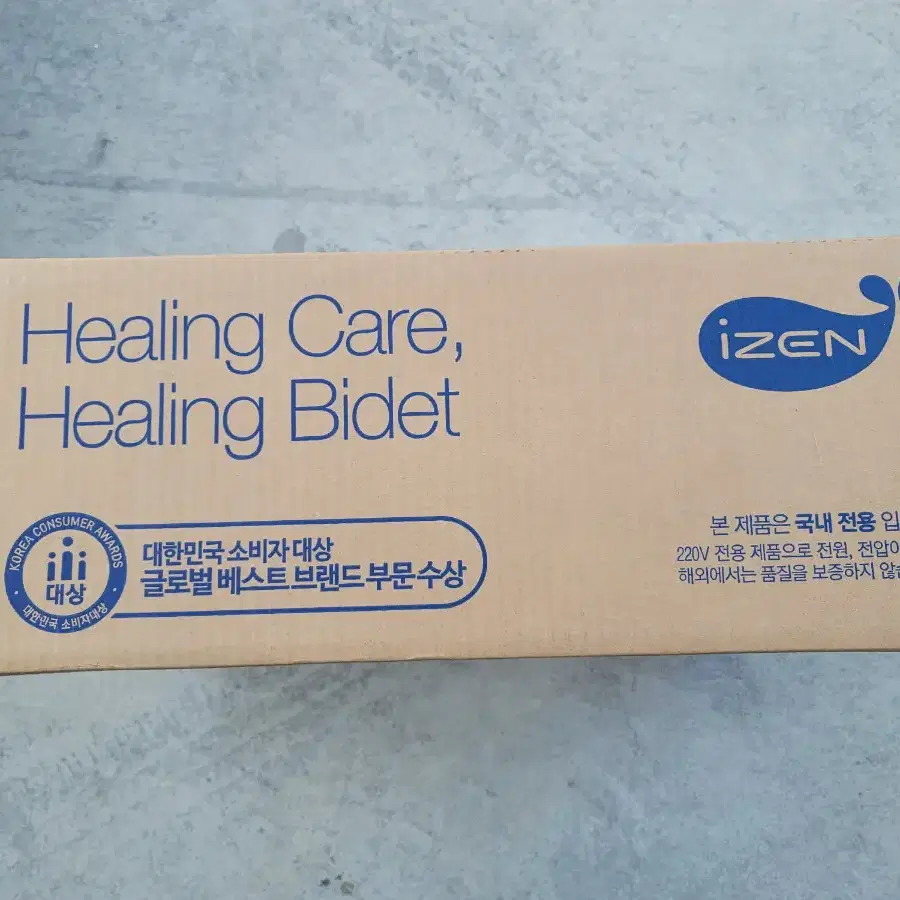 Healing Care,
Healing Bidet
iZEN
KOREA CONSUMER AWARDS
대상
대한민국 소비자대상
대한민국 소비자 대상
글로벌 베스트 브랜드 부문 수상
본 제품은 국내 전용 입
220V 전용 제품으로 전원, 전압이
해외에서는 품질을 보증하지 않